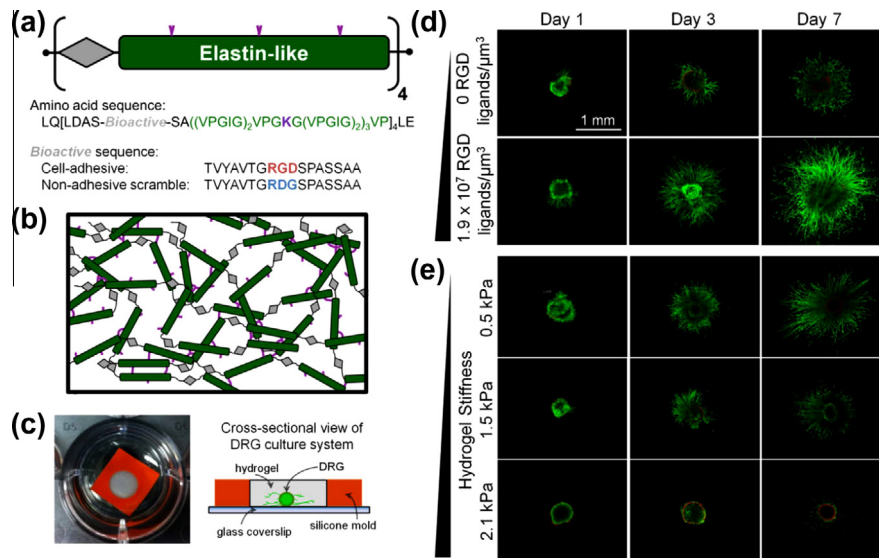 (a)
Elastin-like
4
Amino acid sequence:
LQ[LDAS-Bioactive-SA((VPGIG)₂VPGKG(VPGIG)₂)₃VP]₄LE
Bioactive sequence:
Cell-adhesive: TVYAVTGRGDSPASSAA
Non-adhesive scramble: TVYAVTGRDGSPASSAA
(b)
(c)
Cross-sectional view of
DRG culture system
hydrogel
DRG
glass coverslip
silicone mold
(d)
Day 1
Day 3
Day 7
0 RGD
ligands/µm³
1 mm
1.9 x 10⁷ RGD
ligands/µm³
(e)
Hydrogel Stiffness
0.5 kPa
1.5 kPa
2.1 kPa